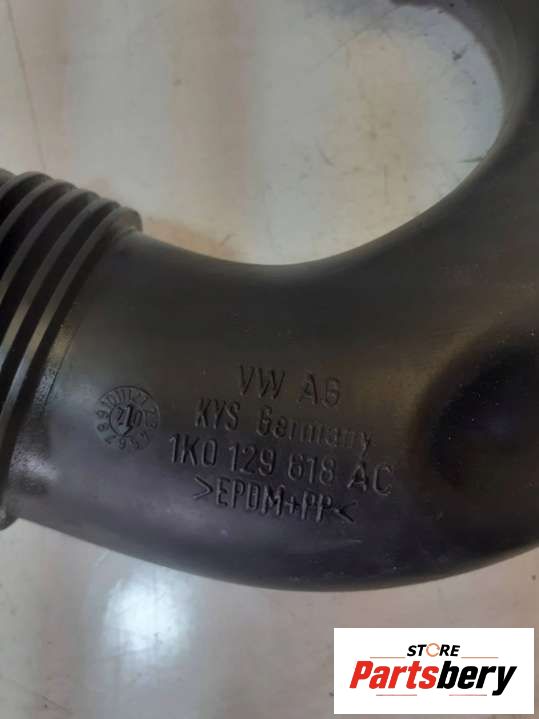 VW AG
KYS Germany
1K0 129 618 AC
>EPDM+PP<
STORE
Partsbery